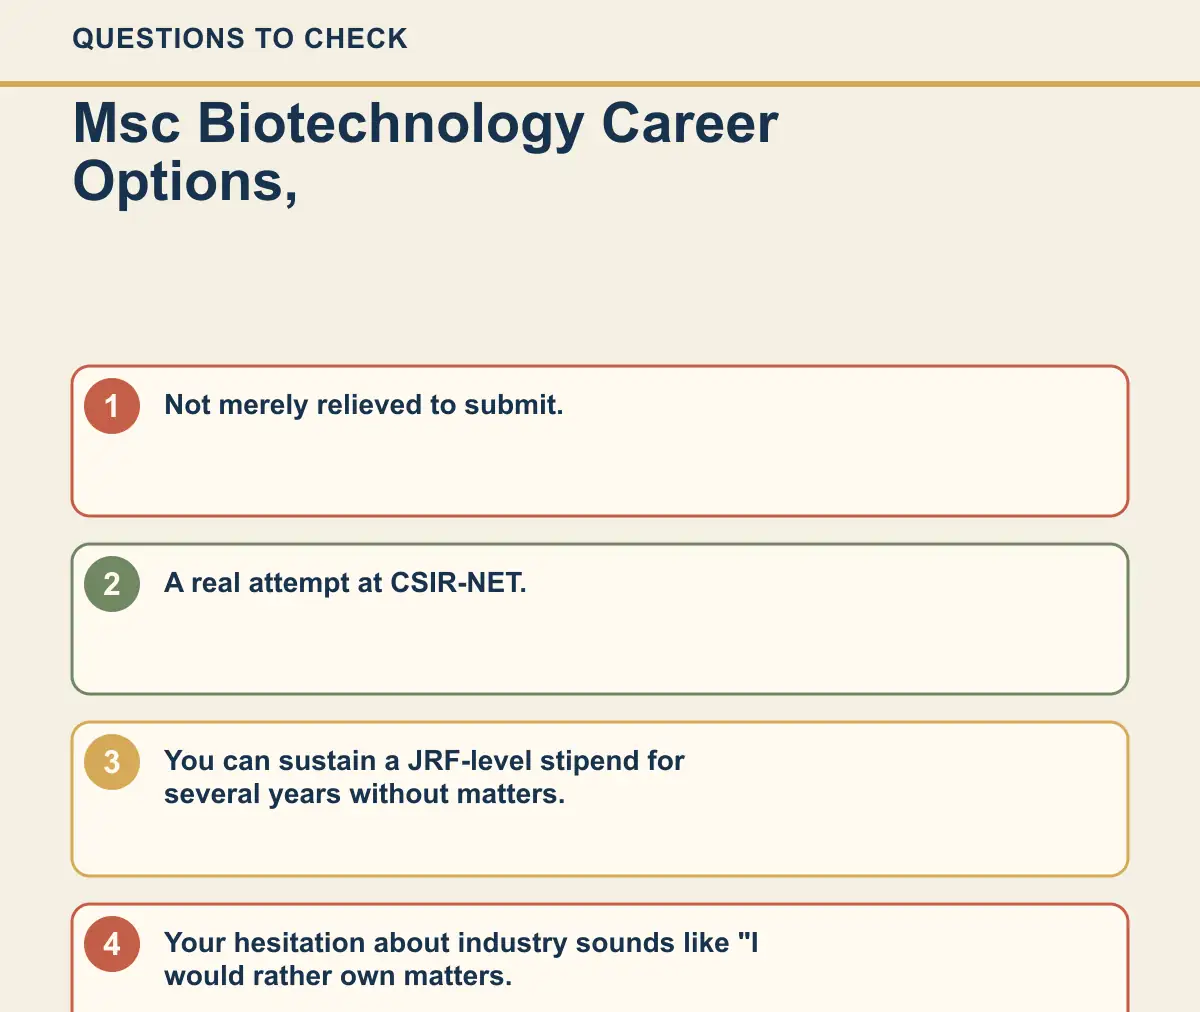 QUESTIONS TO CHECK
Msc Biotechnology Career
Options,
1
Not merely relieved to submit.
2
A real attempt at CSIR-NET.
3
You can sustain a JRF-level stipend for
several years without matters.
4
Your hesitation about industry sounds like "I
would rather own matters.